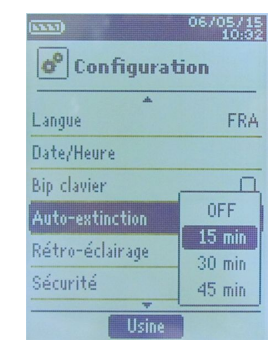 06/05/15
10:32
Configuration
Langue FRA
Date/Heure
Bip clavier
Auto-extinction
OFF
15 min
Rétro-éclairage
30 min
Sécurité
45 min
Usine